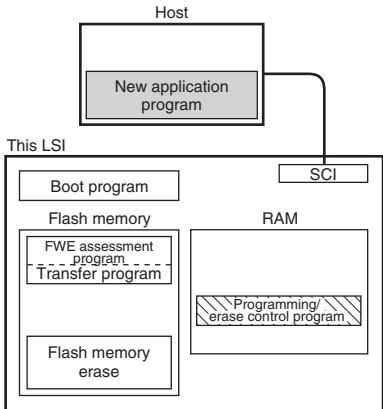 Host
New application
program
This LSI
SCI
Boot program
Flash memory
RAM
FWE assessment
program
Transfer program
Programming/
erase control program
Flash memory
erase